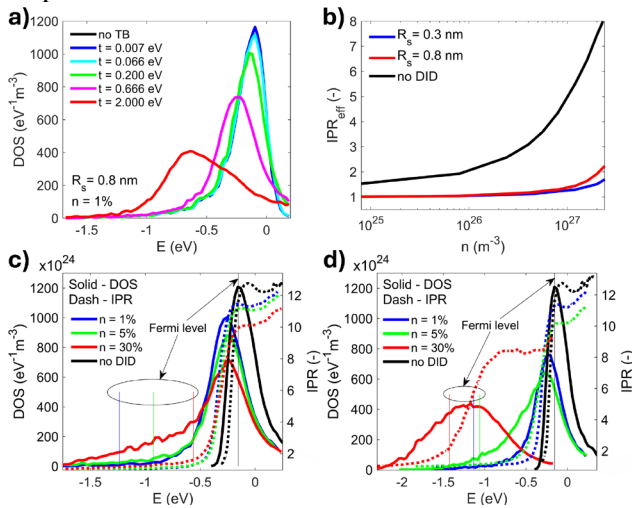 a)
1200
1000
800
600
400
200
0
DOS (eV⁻¹m⁻³)
no TB
t = 0.007 eV
t = 0.066 eV
t = 0.200 eV
t = 0.666 eV
t = 2.000 eV
Rₛ= 0.8 nm
n = 1%
-1.5 -1 -0.5 0
E (eV)
b)
8
7
6
5
4
3
2
1
IPR_eff (-)
Rₛ = 0.3 nm
Rₛ = 0.8 nm
no DID
10²⁵ 10²⁶ 10²⁷
n (m⁻³)
c) x10²⁴
1200
1000
800
600
400
200
0
DOS (eV⁻¹m⁻³)
Solid - DOS
Dash - IPR
n = 1%
n = 5%
n = 30%
no DID
Fermi level
12
10
8
6
4
2
IPR (-)
-1.5 -1 -0.5 0
E (eV)
d) x10²⁴
1200
1000
800
600
400
200
0
DOS (eV⁻¹m⁻³)
Solid - DOS
Dash - IPR
n = 1%
n = 5%
n = 30%
no DID
Fermi level
12
10
8
6
4
2
IPR (-)
-2 -1.5 -1 -0.5 0
E (eV)